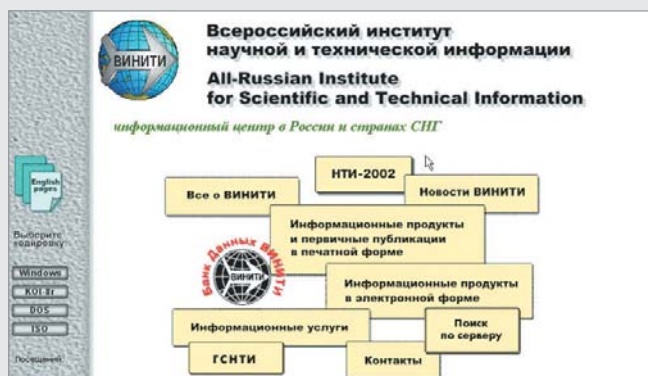 ВИНИТИ
Всероссийский институт
научной и технической информации
All-Russian Institute
for Scientific and Technical Information
информационный центр в России и странах СНГ
English
pages
Выберите
кодировку:
Windows
KOI-8r
DOS
ISO
Посещений:
НТИ-2002
Все о ВИНИТИ
Новости ВИНИТИ
Информационные продукты
и первичные публикации
в печатной форме
Банк Данных ВИНИТИ
ВИНИТИ
Информационные продукты
в электронной форме
Информационные услуги
Поиск
по серверу
ГСНТИ
Контакты